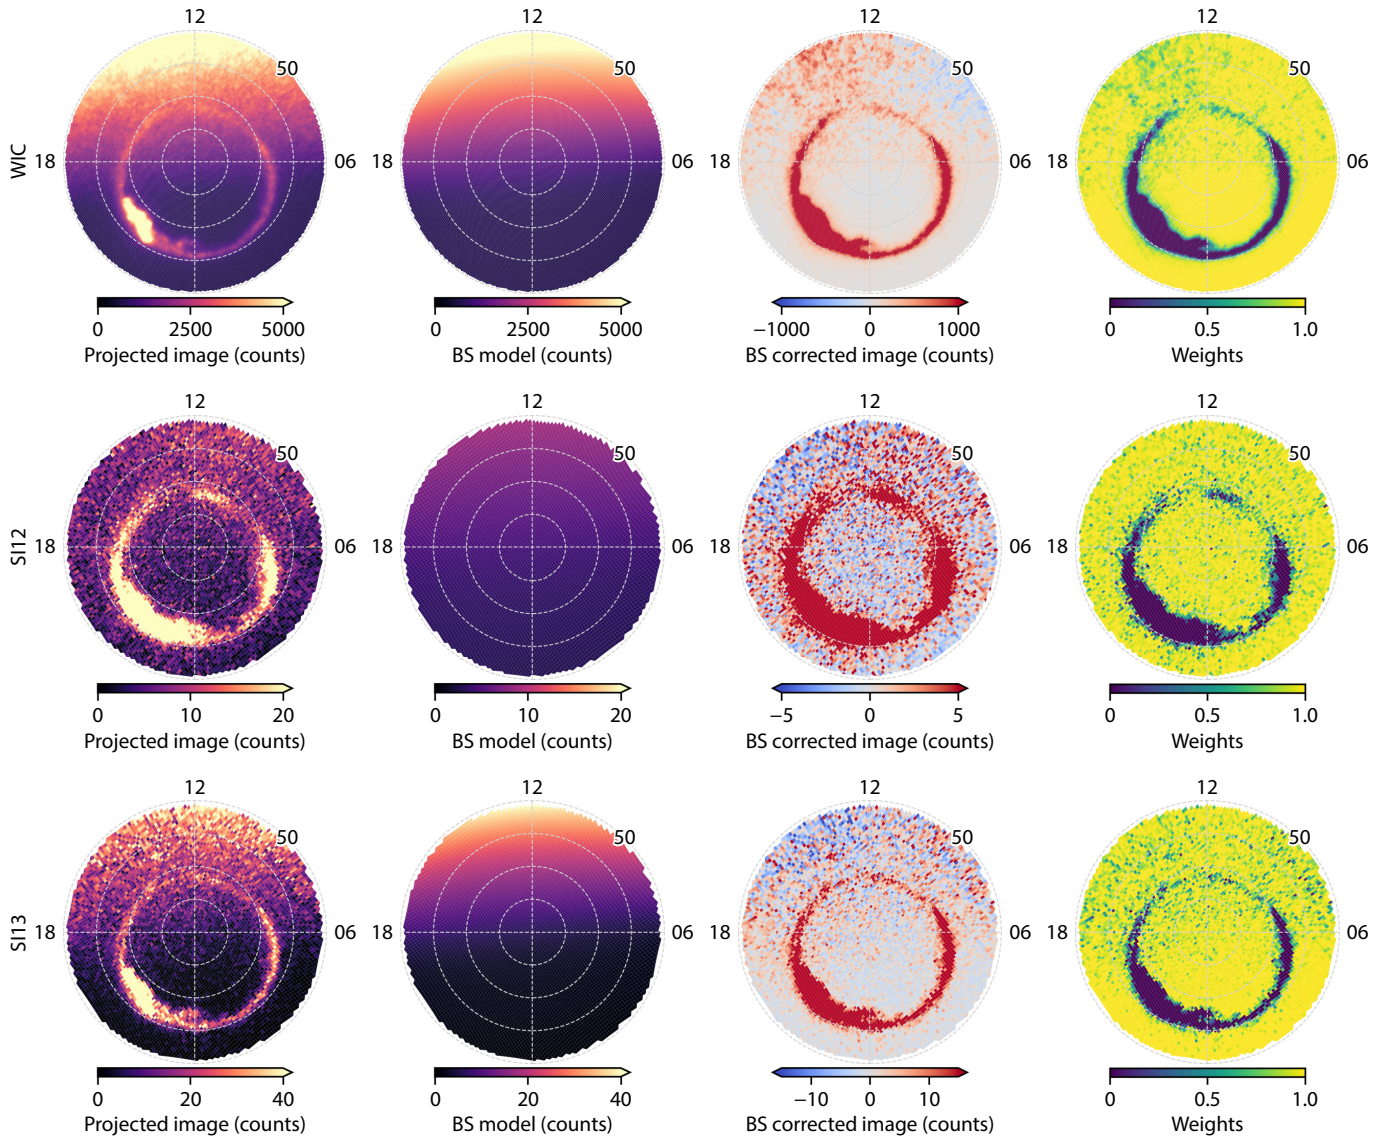 12 12 12 12
50 50 50
WIC 18 06 18 06 18 06 18 06
0 2500 5000 0 2500 5000 −1000 0 1000 0 0.5 1.0
Projected image (counts) BS model (counts) BS corrected image (counts) Weights
12 12 12 12
50 50 50
SI12 18 06 18 06 18 06 18 06
0 10 20 0 10 20 −5 0 5 0 0.5 1.0
Projected image (counts) BS model (counts) BS corrected image (counts) Weights
12 12 12 12
50 50 50
SI13 18 06 18 06 18 06 18 06
0 20 40 0 20 40 −10 0 10 0 0.5 1.0
Projected image (counts) BS model (counts) BS corrected image (counts) Weights